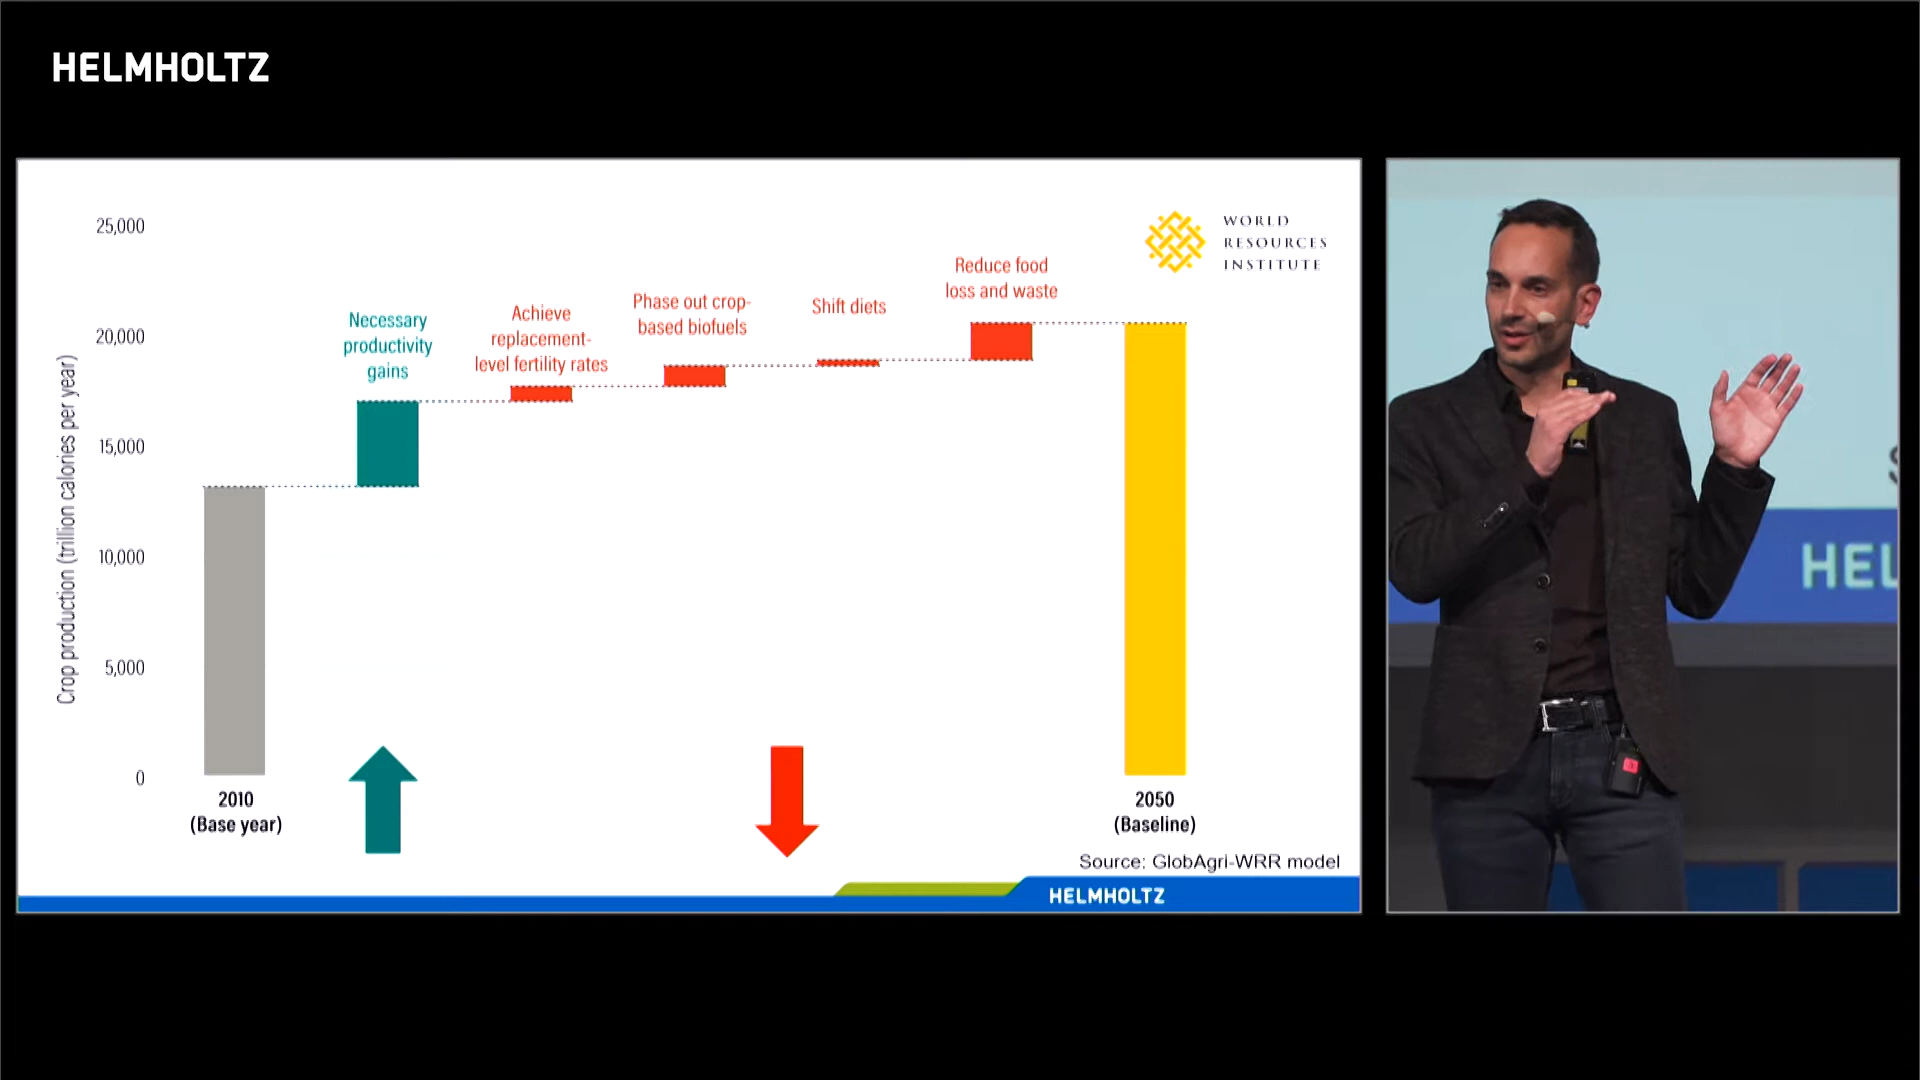 HELMHOLTZ
25,000
20,000
15,000
10,000
5,000
0
Crop production (trillion calories per year)
WORLD
RESOURCES
INSTITUTE
Necessary
productivity
gains
Achieve
replacement-
level fertility rates
Phase out crop-
based biofuels
Shift diets
Reduce food
loss and waste
2010
(Base year)
2050
(Baseline)
Source: GlobAgri-WRR model
HELMHOLTZ
HEL